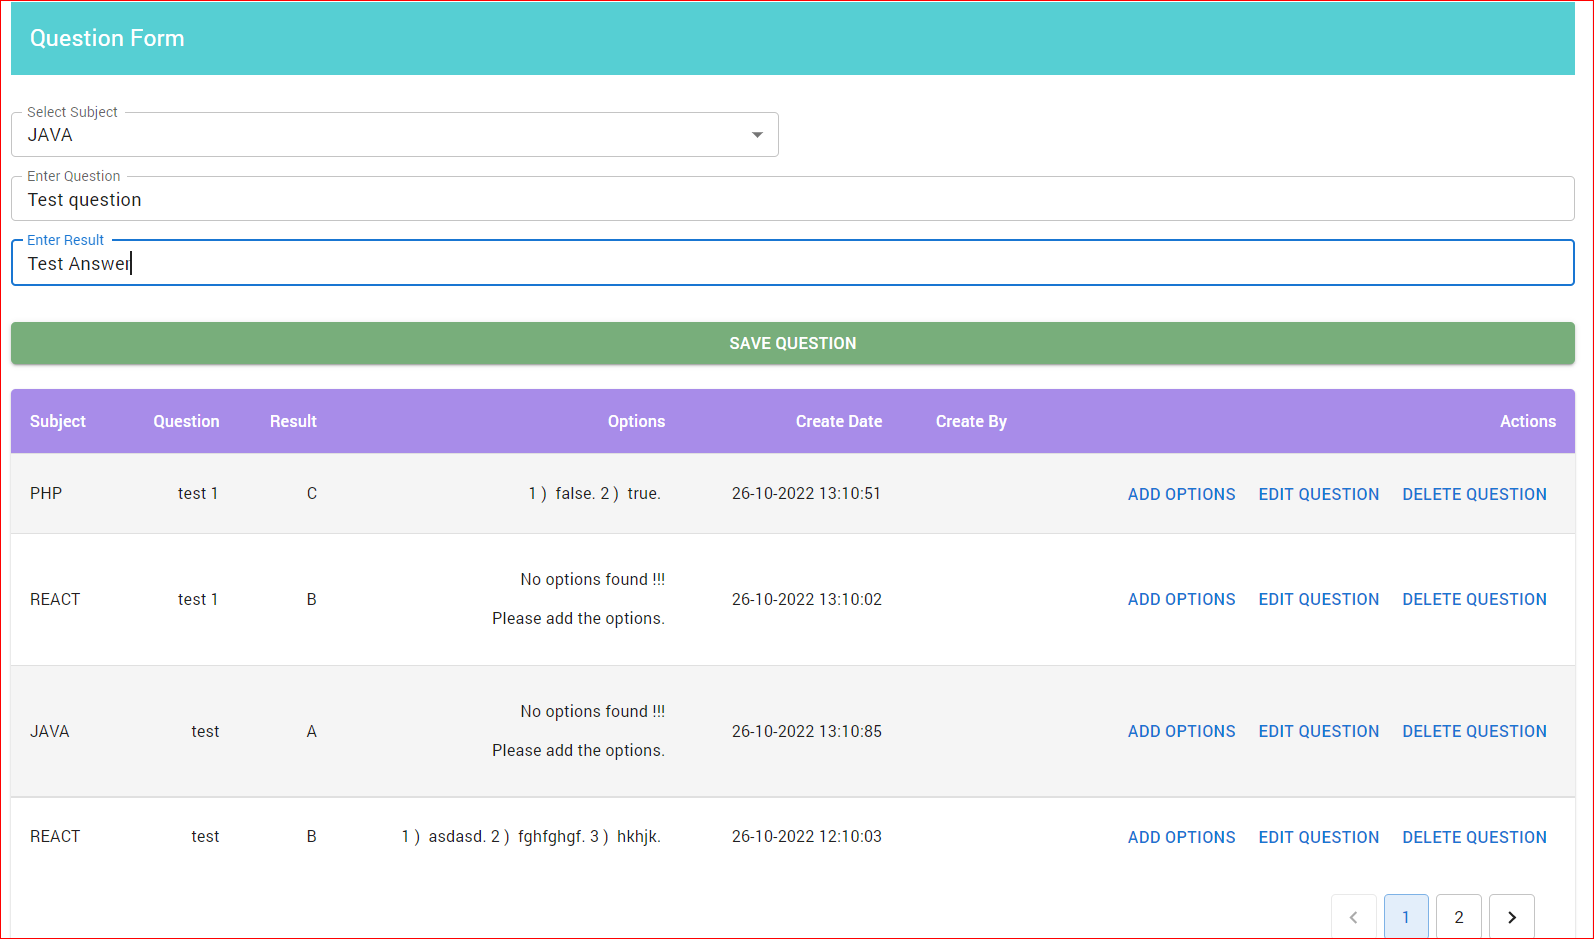 Question Form
Select Subject
JAVA
Enter Question
Test question
Enter Result
Test Answer
SAVE QUESTION
Subject Question Result Options Create Date Create By Actions
PHP test 1 C 1 ) false. 2 ) true. 26-10-2022 13:10:51 ADD OPTIONS EDIT QUESTION DELETE QUESTION
No options found !!!
REACT test 1 B 26-10-2022 13:10:02 ADD OPTIONS EDIT QUESTION DELETE QUESTION
Please add the options.
No options found !!!
JAVA test A 26-10-2022 13:10:85 ADD OPTIONS EDIT QUESTION DELETE QUESTION
Please add the options.
REACT test B 1 ) asdasd. 2 ) fghfghgf. 3 ) hkhjk. 26-10-2022 12:10:03 ADD OPTIONS EDIT QUESTION DELETE QUESTION
1 2